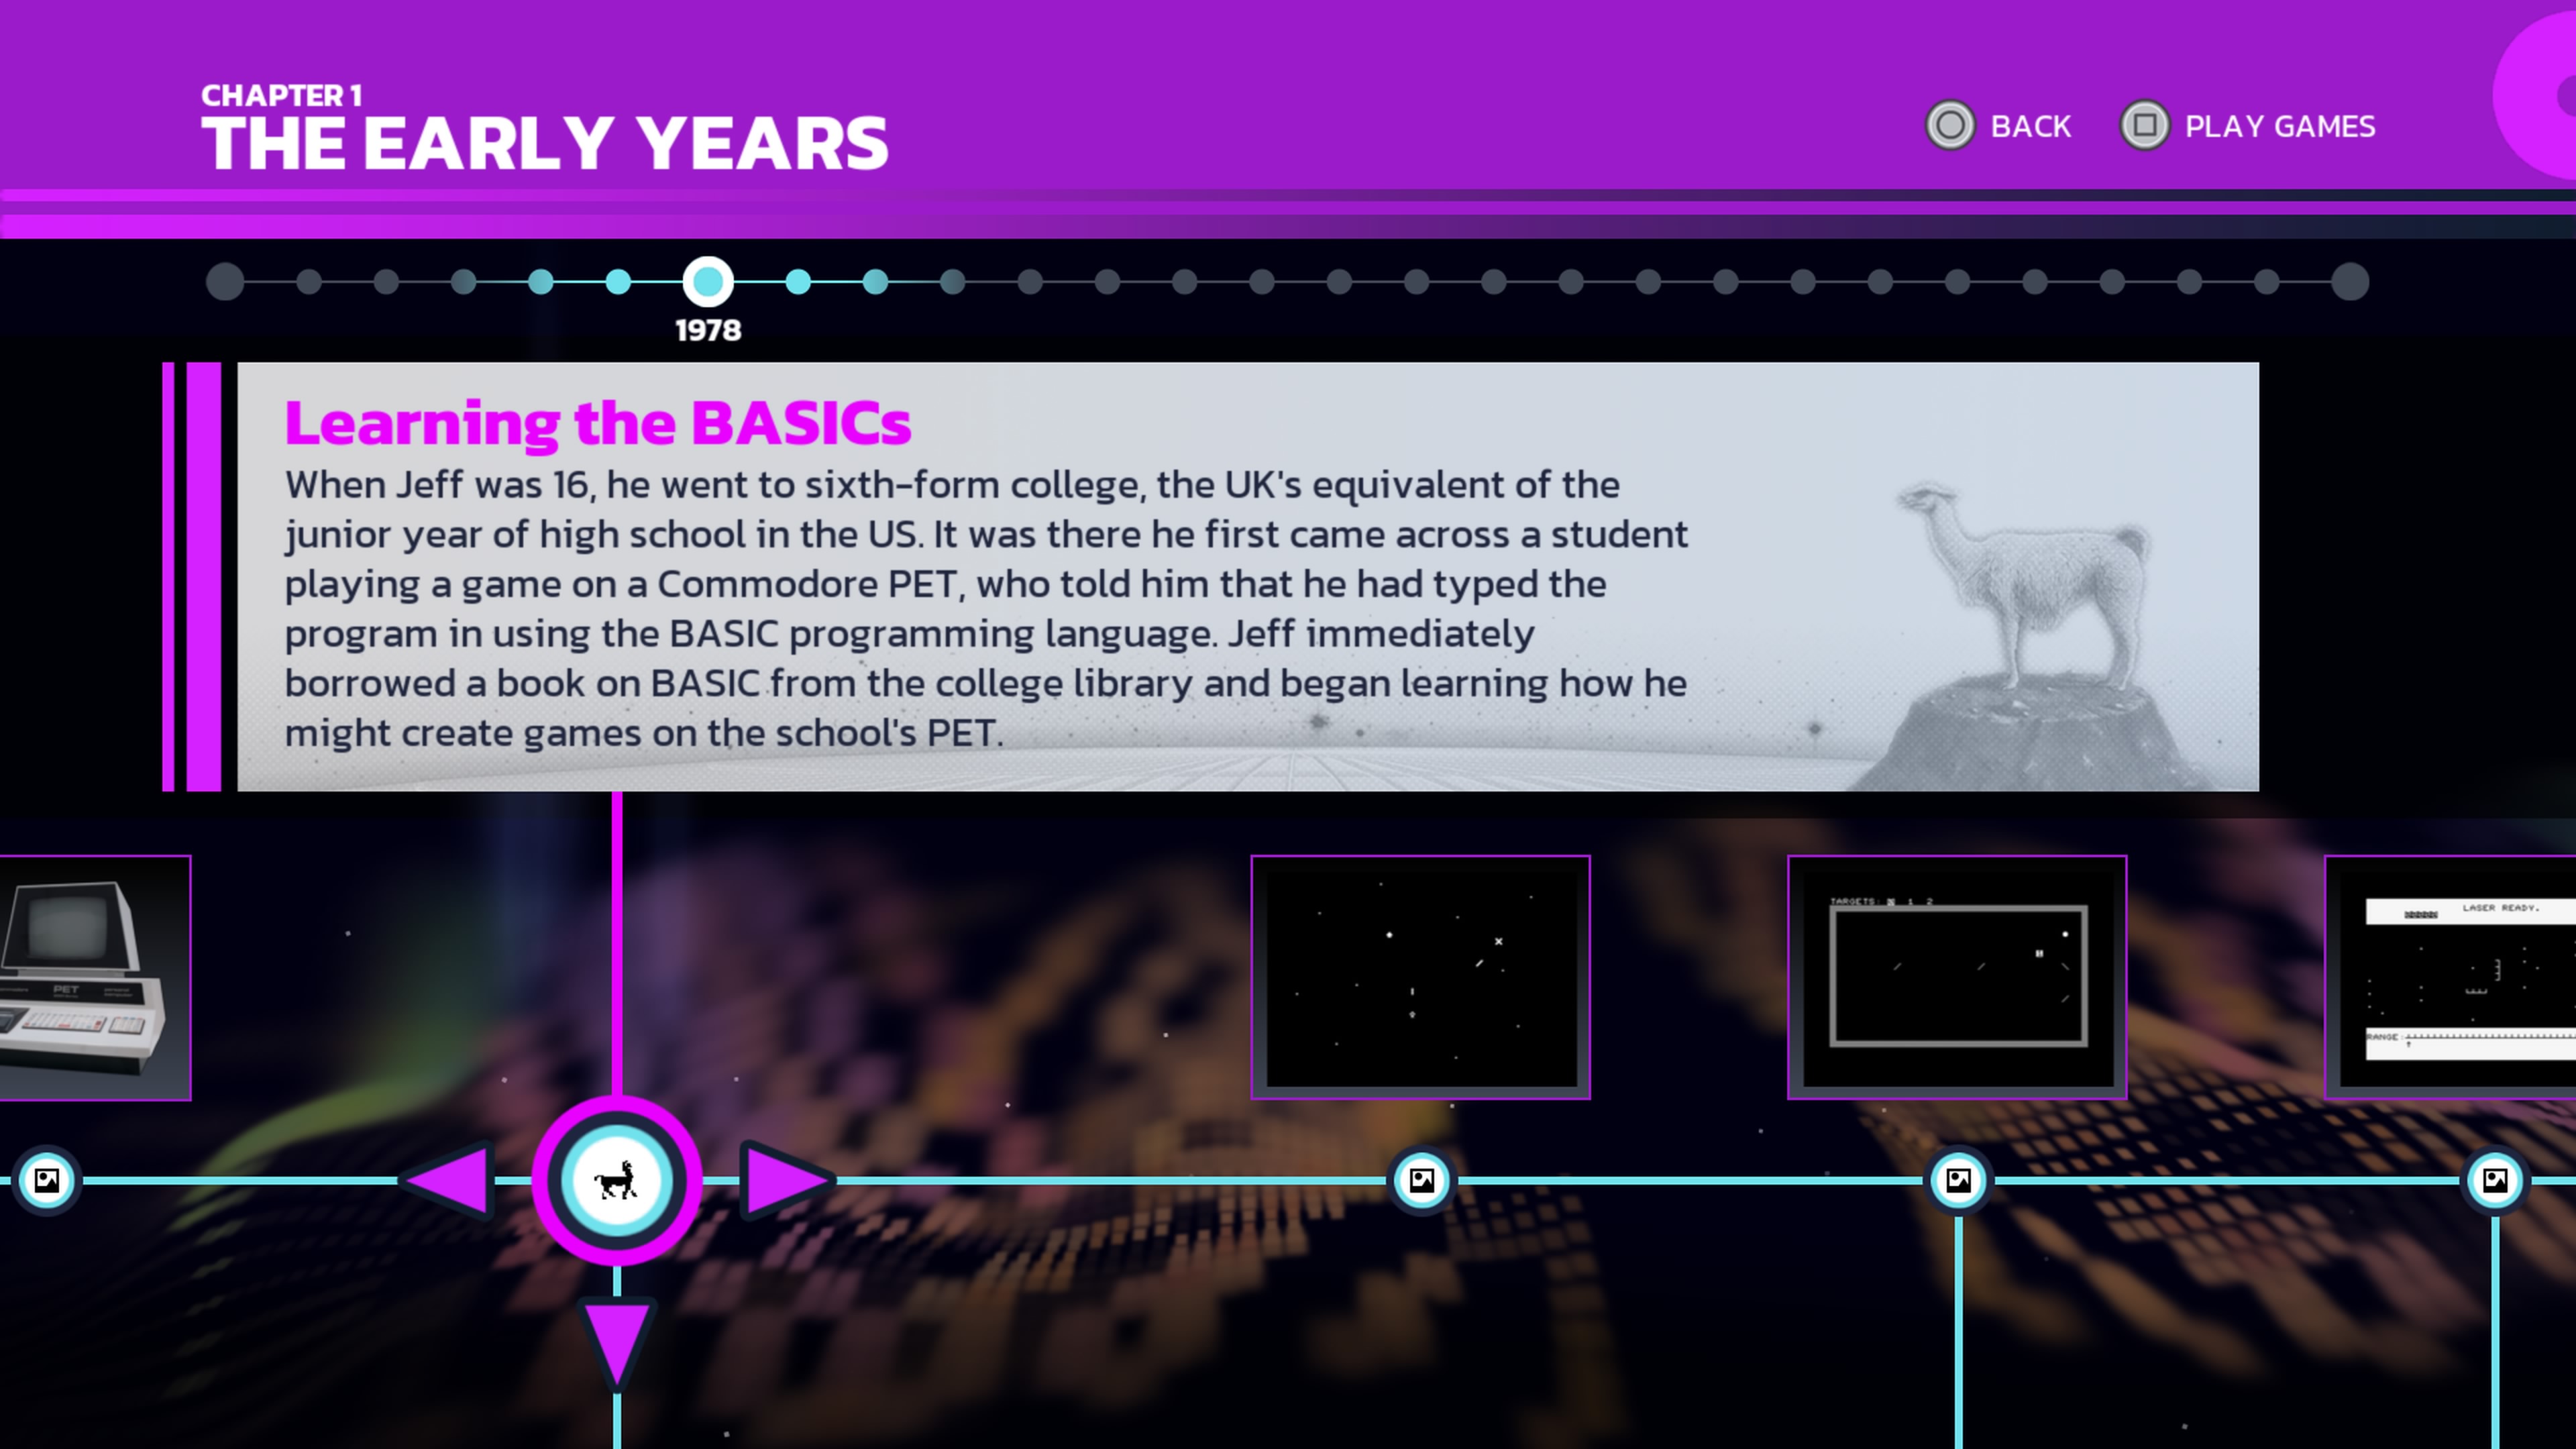 CHAPTER 1
THE EARLY YEARS
BACK
PLAY GAMES
1978
Learning the BASICs
When Jeff was 16, he went to sixth-form college, the UK's equivalent of the
junior year of high school in the US. It was there he first came across a student
playing a game on a Commodore PET, who told him that he had typed the
program in using the BASIC programming language. Jeff immediately
borrowed a book on BASIC from the college library and began learning how he
might create games on the school's PET.
PET
TARGETS: 1 2
LASER READY.
RANGE: